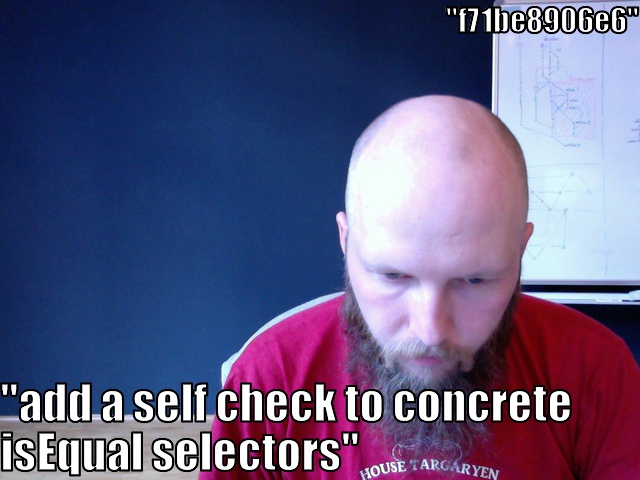 "f71be8906e6"
"add a self check to concrete
isEqual selectors"
HOUSE TARGARYEN